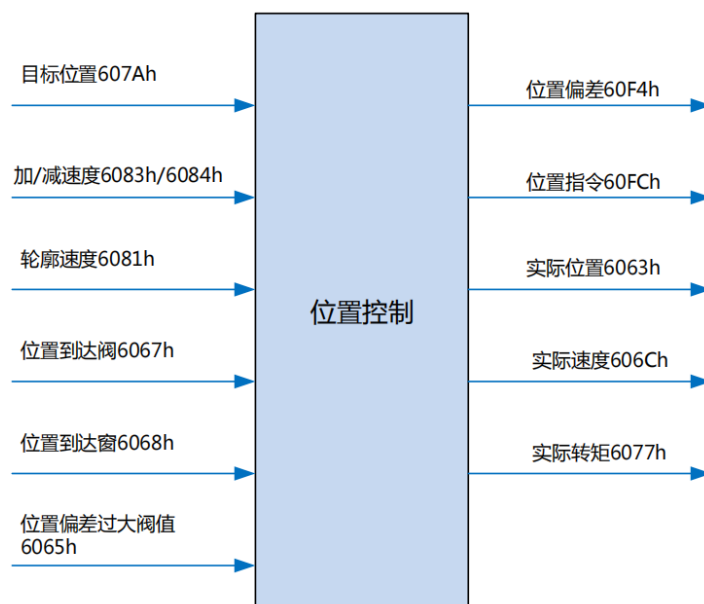 目标位置607Ah
加/减速度6083h/6084h
轮廓速度6081h
位置到达阀6067h
位置到达窗6068h
位置偏差过大阀值
6065h
位置控制
位置偏差60F4h
位置指令60FCh
实际位置6063h
实际速度606Ch
实际转矩6077h